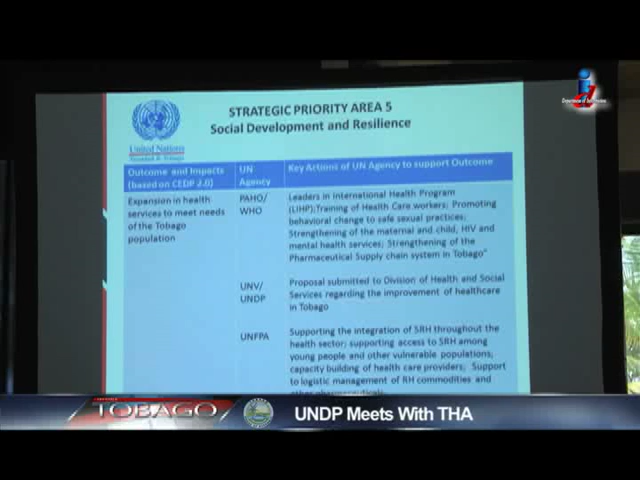 STRATEGIC PRIORITY AREA 5
Social Development and Resilience
United Nations
Outcome and Impacts
(based on CEDP 2.0)
UN
Agency
Key Actions of UN Agency to support Outcome
Expansion in health
services to meet needs
of the Tobago
population
PAHO/
WHO
Leaders in International Health Program
(LIHP);Training of Health Care workers; Promoting
behavioral change to safe sexual practices;
Strengthening of the maternal and child, HIV and
mental health services; Strengthening of the
Pharmaceutical Supply chain system in Tobago"
UNV/
UNDP
Proposal submitted to Division of Health and Social
Services regarding the improvement of healthcare
in Tobago
UNFPA
Supporting the integration of SRH throughout the
health sector; supporting access to SRH among
young people and other vulnerable populations;
capacity building of health care providers; Support
to logistic management of RH commodities and
TOBAGO
UNDP Meets With THA